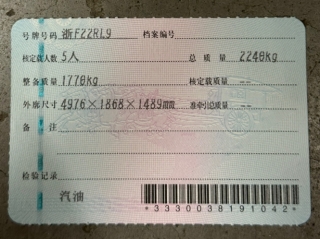 号牌号码 浙F22RL9 档案编号
核定载人数 5人 总质量 2240kg
整备质量 1770kg 核定载质量 --
外廓尺寸 4976×1868×1489mm 准牵引总质量 --
备注
检验记录
汽油
*3330038191042*